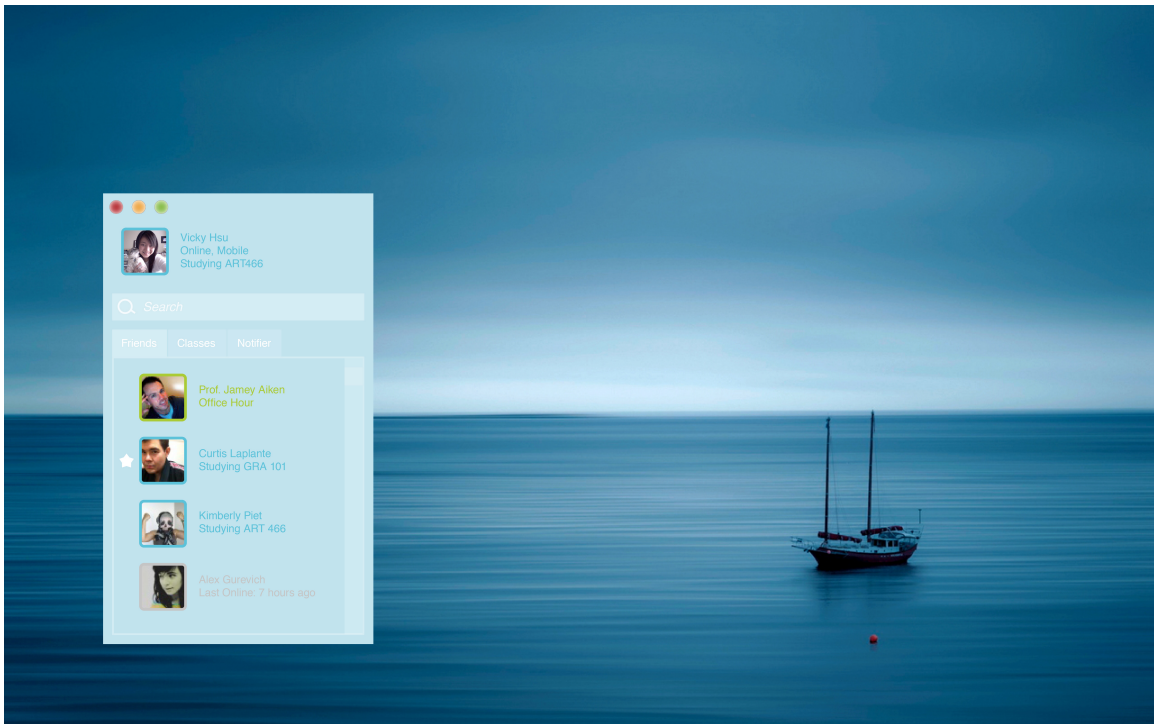 Vicky Hsu
Online, Mobile
Studying ART466
Search
Friends Classes Notifier
Prof. Jamey Aiken
Office Hour
Curtis Laplante
Studying GRA 101
Kimberly Piet
Studying ART 466
Alex Gurevich
Last Online: 7 hours ago